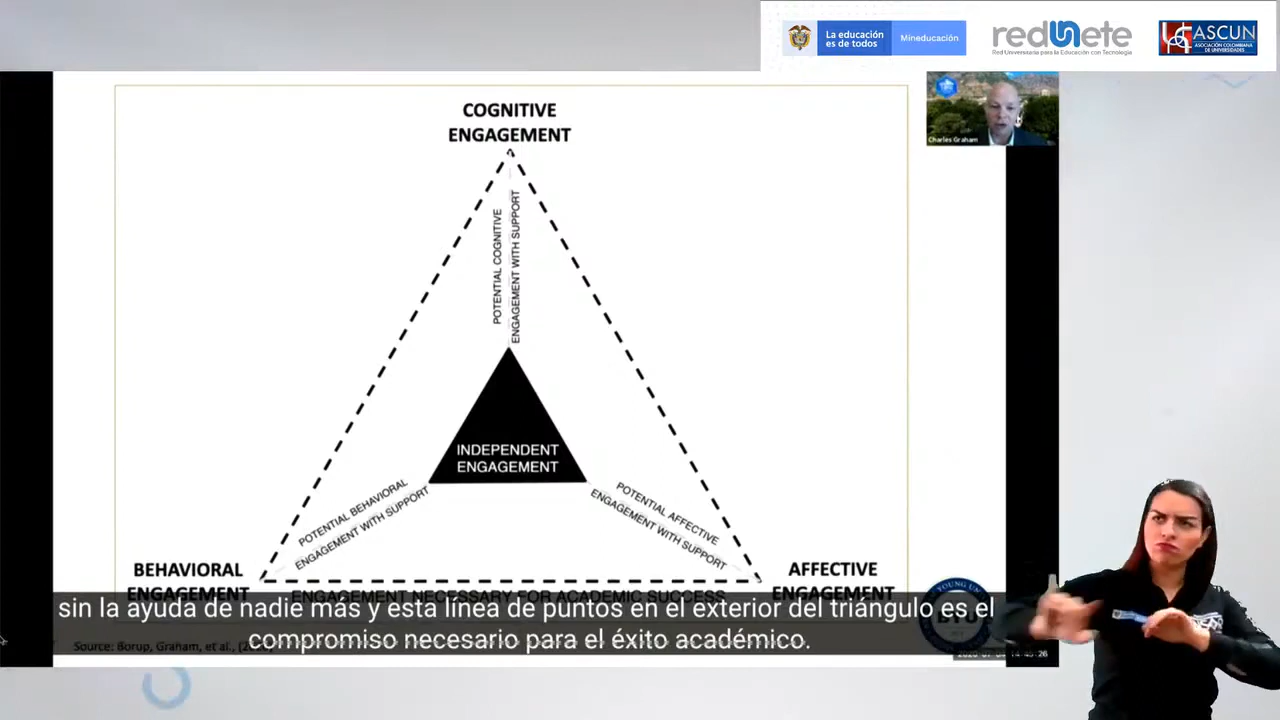 La educación
es de todos
Mineducación
redunete
Red Universitaria para la Educación con Tecnología
ASCUN
ASOCIACIÓN COLOMBIANA
DE UNIVERSIDADES
Charles Graham
COGNITIVE
ENGAGEMENT
POTENTIAL COGNITIVE
ENGAGEMENT WITH SUPPORT
INDEPENDENT
ENGAGEMENT
POTENTIAL BEHAVIORAL
ENGAGEMENT WITH SUPPORT
POTENTIAL AFFECTIVE
ENGAGEMENT WITH SUPPORT
BEHAVIORAL
ENGAGEMENT
AFFECTIVE
ENGAGEMENT
ENGAGEMENT NECESSARY FOR ACADEMIC SUCCESS
sin la ayuda de nadie más y esta línea de puntos en el exterior del triángulo es el
compromiso necesario para el éxito académico.
Source: Borup, Graham, et al.,
YOUNG
BYU